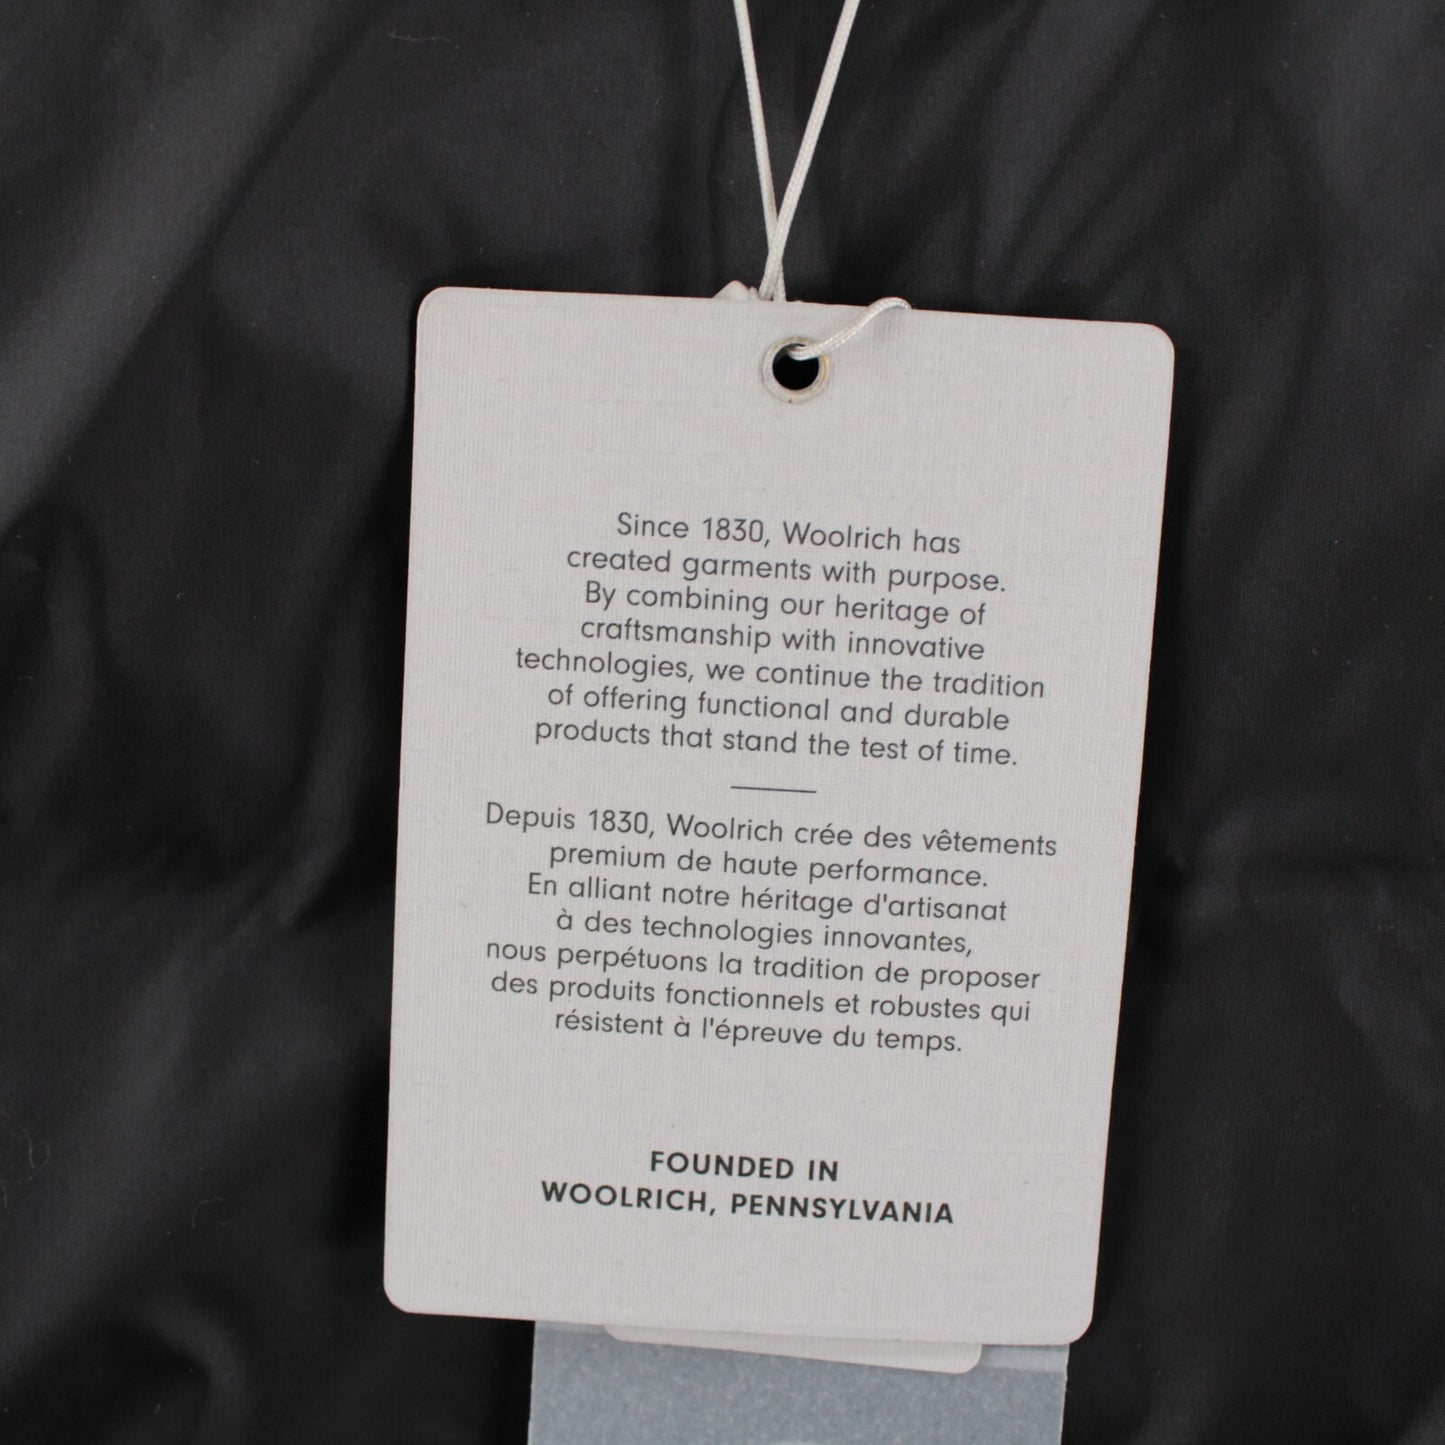 Since 1830, Woolrich has
created garments with purpose.
By combining our heritage of
craftsmanship with innovative
technologies, we continue the tradition
of offering functional and durable
products that stand the test of time.
Depuis 1830, Woolrich crée des vêtements
premium de haute performance.
En alliant notre héritage d'artisanat
à des technologies innovantes,
nous perpétuons la tradition de proposer
des produits fonctionnels et robustes qui
résistent à l'épreuve du temps.
FOUNDED IN
WOOLRICH, PENNSYLVANIA